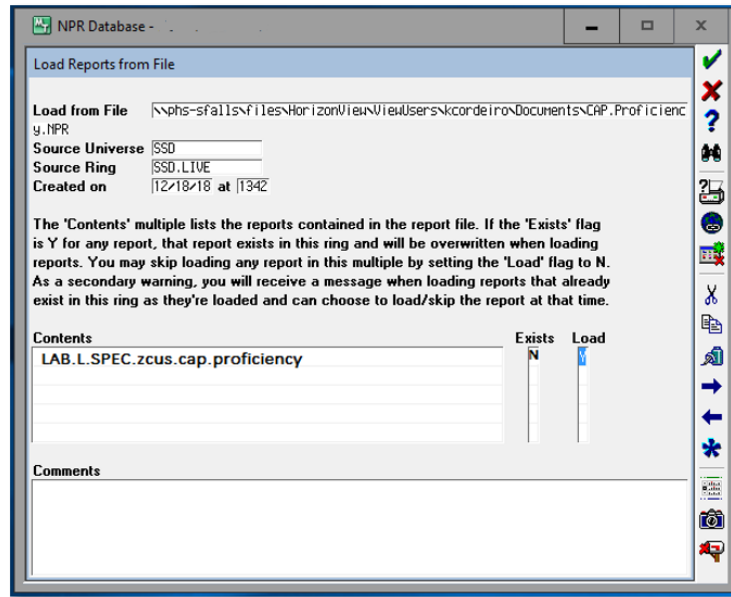 NPR Database -
Load Reports from File
Load from File \\phs-sfalls\files\HorizonView\ViewUsers\kcordeiro\Documents\CAP.Proficienc
y.NPR
Source Universe SSD
Source Ring SSD.LIVE
Created on 12/18/18 at 1342
The 'Contents' multiple lists the reports contained in the report file. If the 'Exists' flag
is Y for any report, that report exists in this ring and will be overwritten when loading
reports. You may skip loading any report in this multiple by setting the 'Load' flag to N.
As a secondary warning, you will receive a message when loading reports that already
exist in this ring as they're loaded and can choose to load/skip the report at that time.
Contents Exists Load
LAB.L.SPEC.zcus.cap.proficiency N Y
Comments